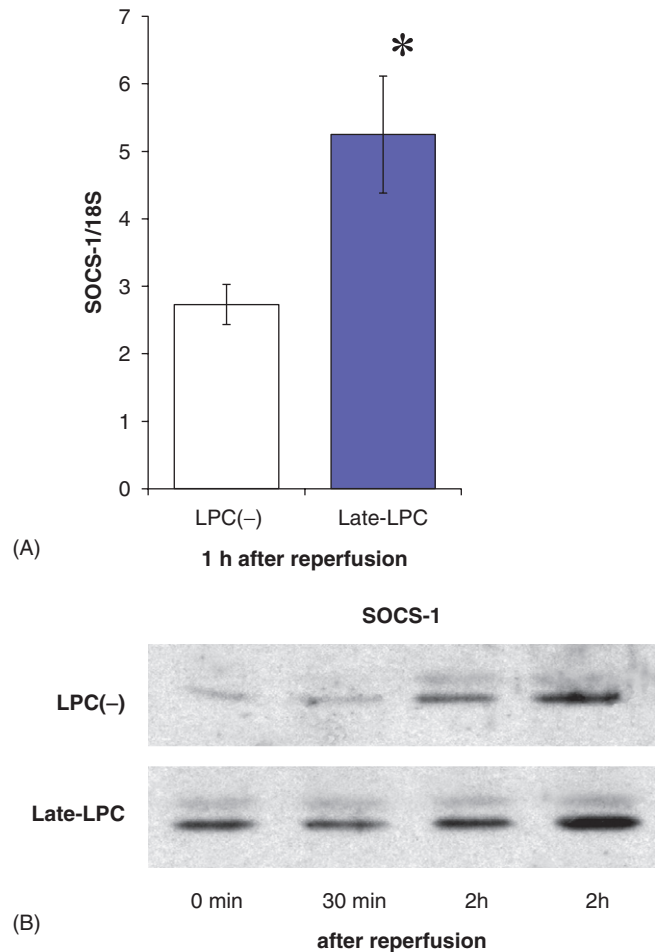 7
6
5
4
3
2
1
0
SOCS-1/18S
*
LPC(–)
Late-LPC
(A)
1 h after reperfusion
SOCS-1
LPC(–)
Late-LPC
0 min 30 min 2h 2h
(B)
after reperfusion